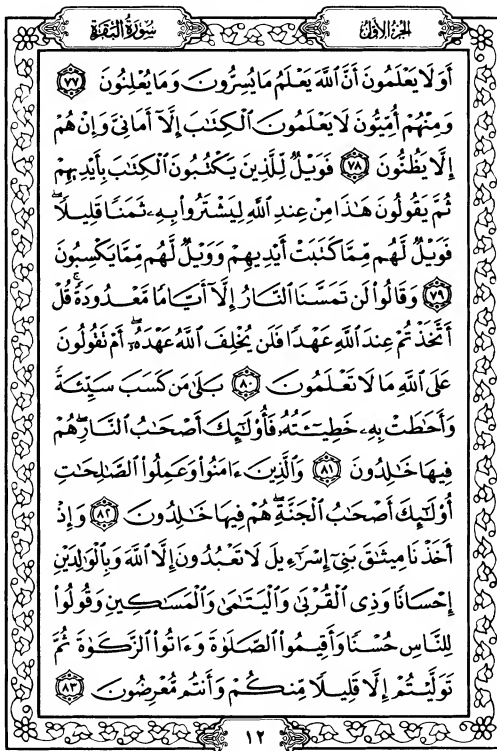 الجزء الأول
سورة البقرة
أَوَلَا يَعْلَمُونَ أَنَّ ٱللَّهَ يَعْلَمُ مَا يُسِرُّونَ وَمَا يُعْلِنُونَ ٧٧
وَمِنْهُمْ أُمِّيُّونَ لَا يَعْلَمُونَ ٱلْكِتَٰبَ إِلَّآ أَمَانِىَّ وَإِنْ هُمْ
إِلَّا يَظُنُّونَ ٧٨ فَوَيْلٌ لِّلَّذِينَ يَكْتُبُونَ ٱلْكِتَٰبَ بِأَيْدِيهِمْ
ثُمَّ يَقُولُونَ هَٰذَا مِنْ عِندِ ٱللَّهِ لِيَشْتَرُوا۟ بِهِۦ ثَمَنًا قَلِيلًا ۖ
فَوَيْلٌ لَّهُم مِّمَّا كَتَبَتْ أَيْدِيهِمْ وَوَيْلٌ لَّهُم مِّمَّا يَكْسِبُونَ
٧٩ وَقَالُوا۟ لَن تَمَسَّنَا ٱلنَّارُ إِلَّآ أَيَّامًا مَّعْدُودَةً ۚ قُلْ
أَتَّخَذْتُمْ عِندَ ٱللَّهِ عَهْدًا فَلَن يُخْلِفَ ٱللَّهُ عَهْدَهُۥٓ ۖ أَمْ تَقُولُونَ
عَلَى ٱللَّهِ مَا لَا تَعْلَمُونَ ٨٠ بَلَىٰ مَن كَسَبَ سَيِّئَةً
وَأَحَٰطَتْ بِهِۦ خَطِيٓـَٔتُهُۥ فَأُو۟لَٰٓئِكَ أَصْحَٰبُ ٱلنَّارِ ۖ هُمْ
فِيهَا خَٰلِدُونَ ٨١ وَٱلَّذِينَ ءَامَنُوا۟ وَعَمِلُوا۟ ٱلصَّٰلِحَٰتِ
أُو۟لَٰٓئِكَ أَصْحَٰبُ ٱلْجَنَّةِ ۖ هُمْ فِيهَا خَٰلِدُونَ ٨٢ وَإِذْ
أَخَذْنَا مِيثَٰقَ بَنِىٓ إِسْرَٰٓءِيلَ لَا تَعْبُدُونَ إِلَّا ٱللَّهَ وَبِٱلْوَٰلِدَيْنِ
إِحْسَانًا وَذِى ٱلْقُرْبَىٰ وَٱلْيَتَٰمَىٰ وَٱلْمَسَٰكِينِ وَقُولُوا۟
لِلنَّاسِ حُسْنًا وَأَقِيمُوا۟ ٱلصَّلَوٰةَ وَءَاتُوا۟ ٱلزَّكَوٰةَ ثُمَّ
تَوَلَّيْتُمْ إِلَّا قَلِيلًا مِّنكُمْ وَأَنتُم مُّعْرِضُونَ ٨٣
١٢